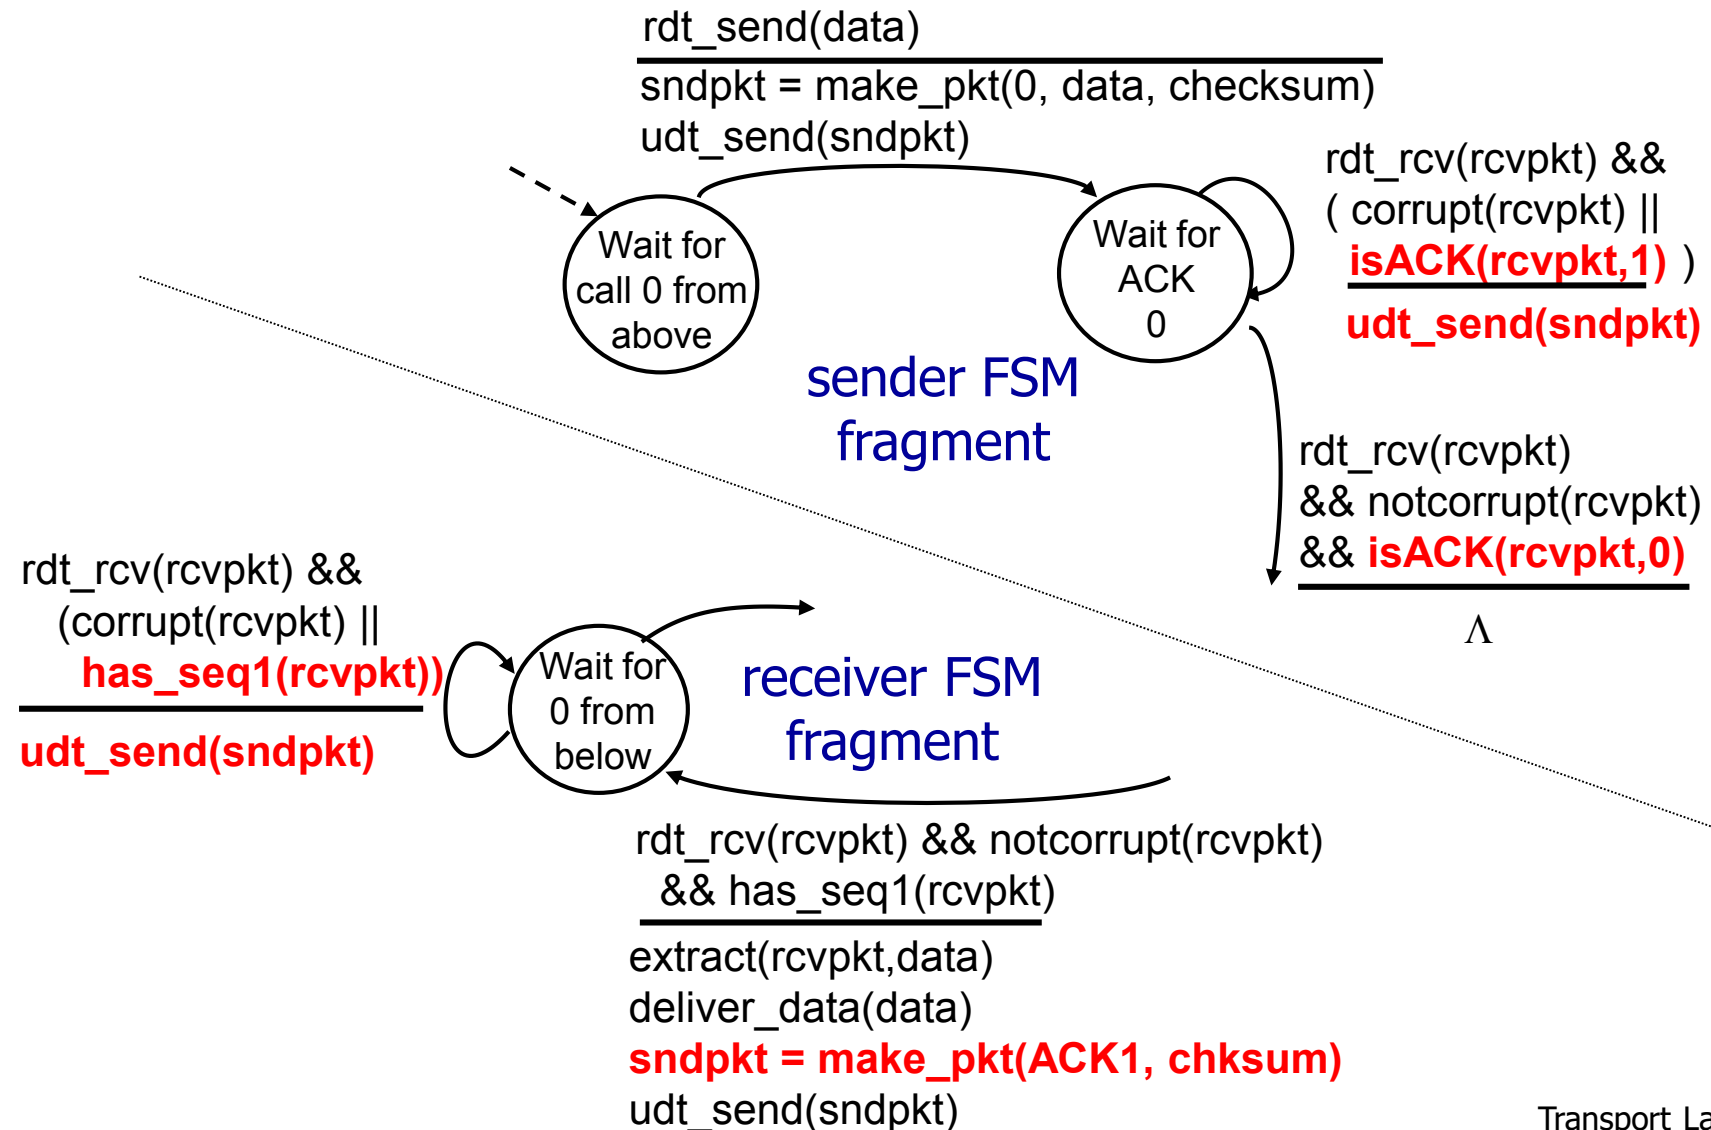 rdt_send(data)
sndpkt = make_pkt(0, data, checksum)
udt_send(sndpkt)
Wait for
call 0 from
above
Wait for
ACK
0
rdt_rcv(rcvpkt) &&
( corrupt(rcvpkt) ||
isACK(rcvpkt,1) )
udt_send(sndpkt)
sender FSM
fragment
rdt_rcv(rcvpkt)
&& notcorrupt(rcvpkt)
&& isACK(rcvpkt,0)
Λ
rdt_rcv(rcvpkt) &&
(corrupt(rcvpkt) ||
has_seq1(rcvpkt))
udt_send(sndpkt)
Wait for
0 from
below
receiver FSM
fragment
rdt_rcv(rcvpkt) && notcorrupt(rcvpkt)
&& has_seq1(rcvpkt)
extract(rcvpkt,data)
deliver_data(data)
sndpkt = make_pkt(ACK1, chksum)
udt_send(sndpkt)
Transport La